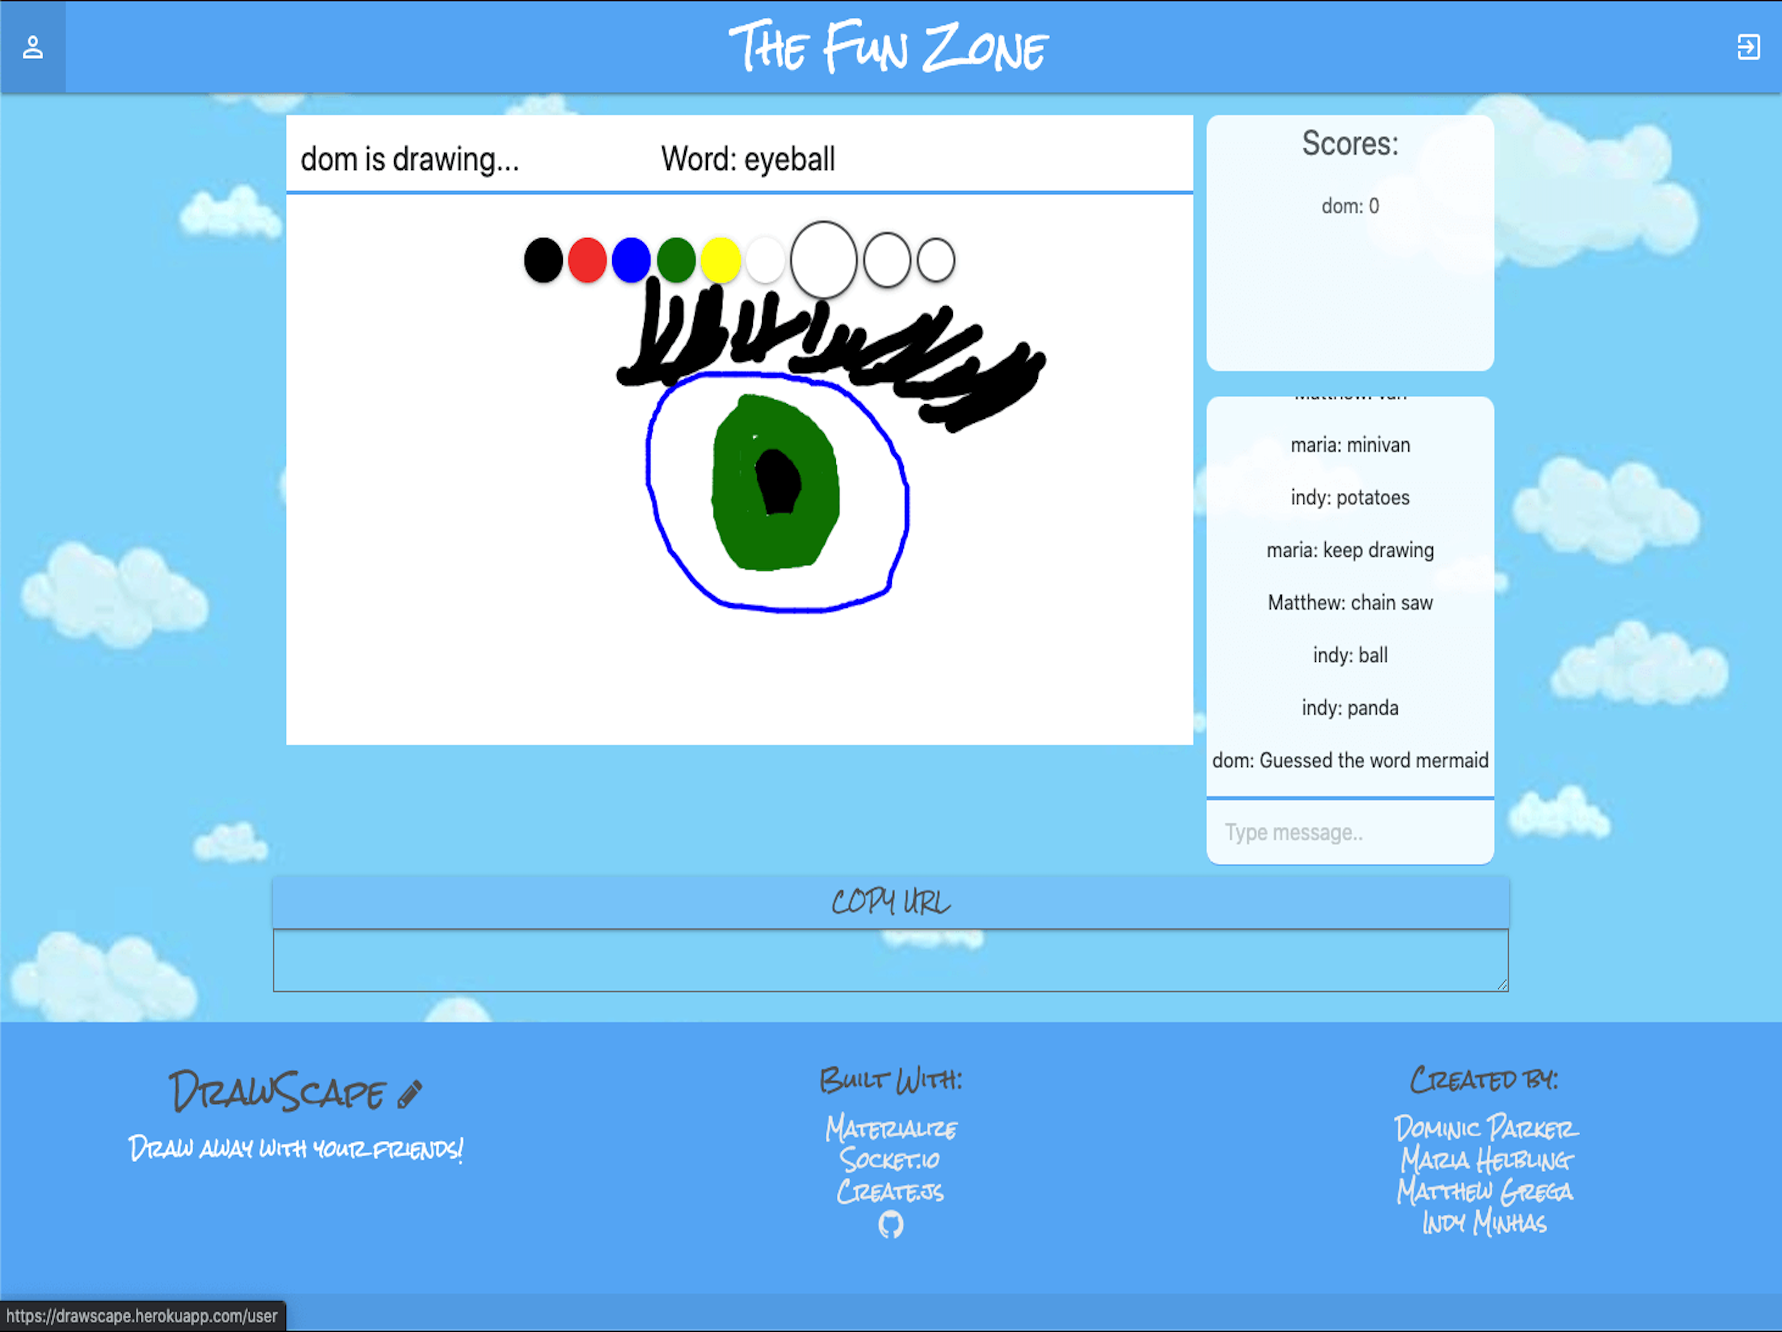 The Fun Zone
dom is drawing...
Word: eyeball
Scores:
dom: 0
maria: minivan
indy: potatoes
maria: keep drawing
Matthew: chain saw
indy: ball
indy: panda
dom: Guessed the word mermaid
Type message..
COPY URL
DrawScape
Draw away with your friends!
Built With:
Materialize
Socket.io
Create.js
Created by:
Dominic Parker
Maria Helbling
Matthew Grega
Indy Minhas
https://drawscape.herokuapp.com/user